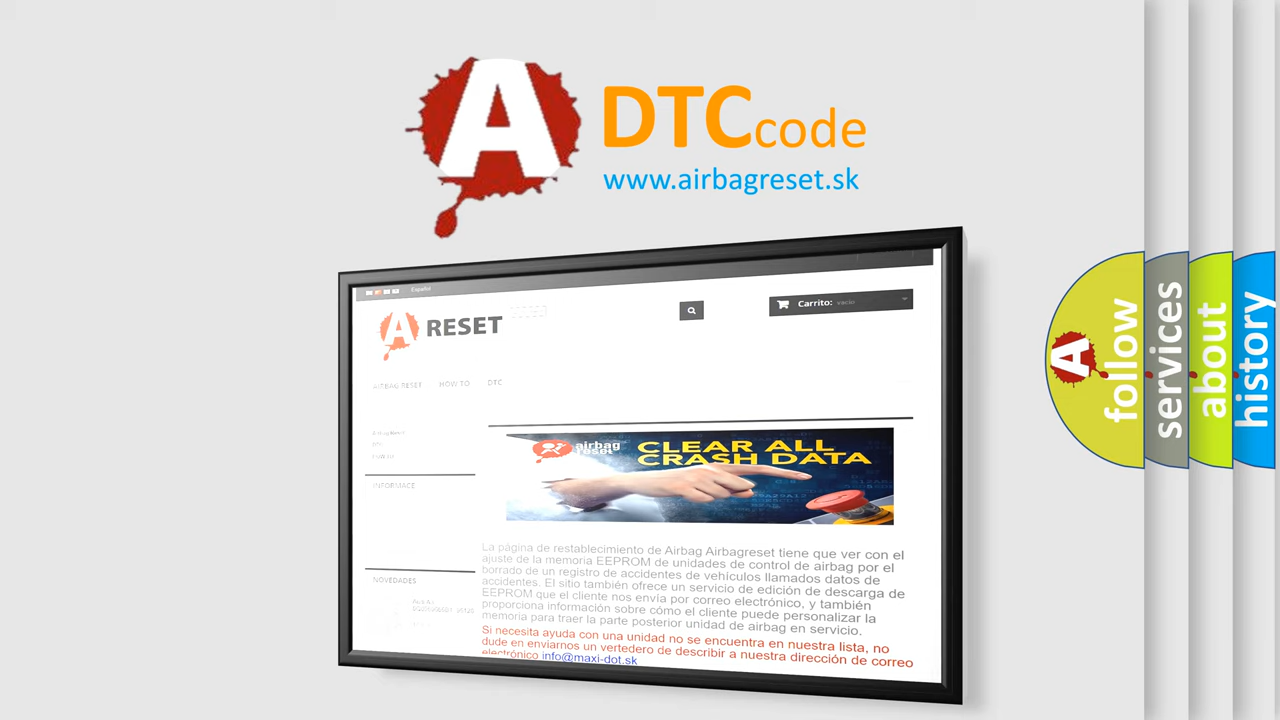 A
DTCcode
www.airbagreset.sk
Español
A RESET
Carrito: vacío
AIRBAG RESET HOW TO DTC
INFORMACE
airbag
reset
CLEAR ALL
CRASH DATA
La página de restablecimiento de Airbag Airbagreset tiene que ver con el
ajuste de la memoria EEPROM de unidades de control de airbag por el
borrado de un registro de accidentes de vehículos llamados datos de
accidentes. El sitio también ofrece un servicio de edición de descarga de
EEPROM que el cliente nos envía por correo electrónico, y también
proporciona información sobre cómo el cliente puede personalizar la
memoria para traer la parte posterior unidad de airbag en servicio.
Si necesita ayuda con una unidad no se encuentra en nuestra lista, no
dude en enviarnos un vertedero de describir a nuestra dirección de correo
electrónico info@maxi-dot.sk
NOVEDADES
A
follow
services
about
history